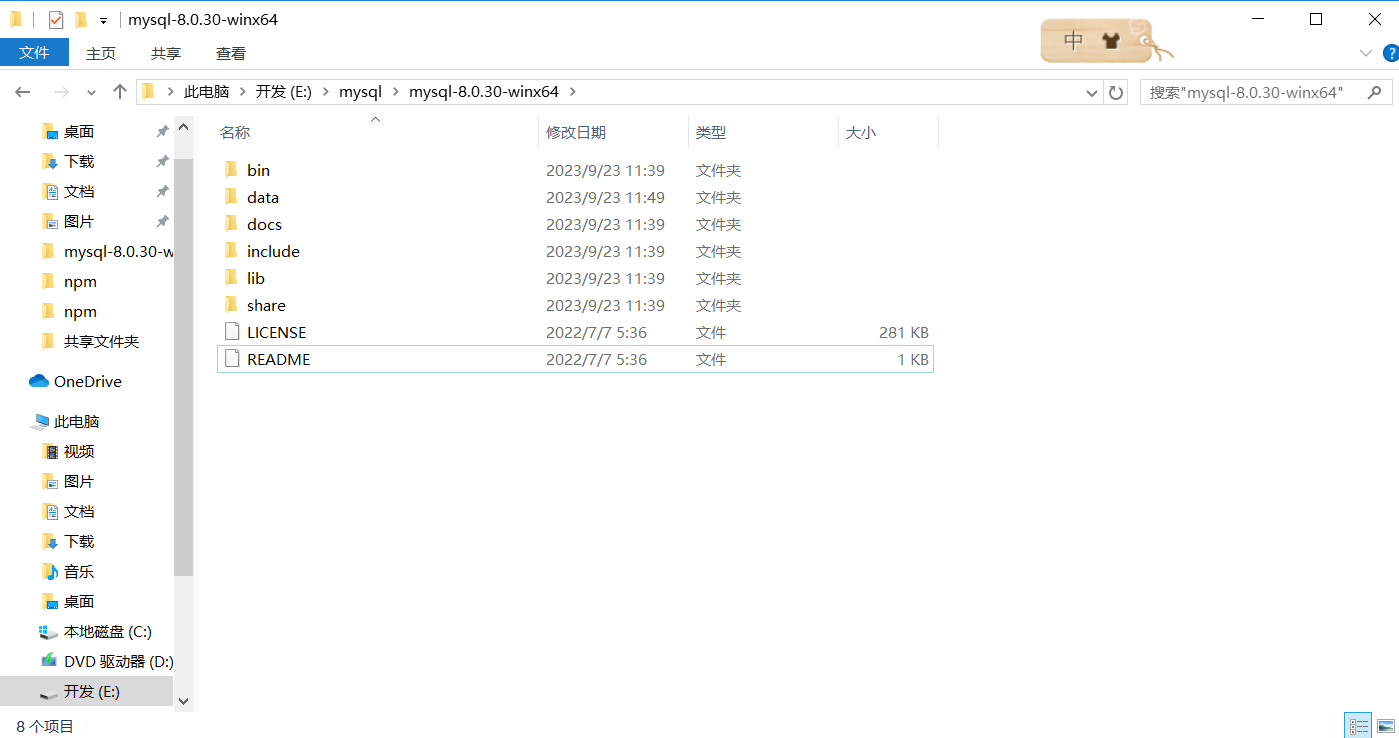 mysql-8.0.30-winx64
文件 主页 共享 查看
中
此电脑 开发 (E:) mysql mysql-8.0.30-winx64
搜索"mysql-8.0.30-winx64"
桌面
下载
文档
图片
mysql-8.0.30-w
npm
npm
共享文件夹
OneDrive
此电脑
视频
图片
文档
下载
音乐
桌面
本地磁盘 (C:)
DVD 驱动器 (D:)
开发 (E:)
名称 修改日期 类型 大小
bin 2023/9/23 11:39 文件夹
data 2023/9/23 11:49 文件夹
docs 2023/9/23 11:39 文件夹
include 2023/9/23 11:39 文件夹
lib 2023/9/23 11:39 文件夹
share 2023/9/23 11:39 文件夹
LICENSE 2022/7/7 5:36 文件 281 KB
README 2022/7/7 5:36 文件 1 KB
8 个项目